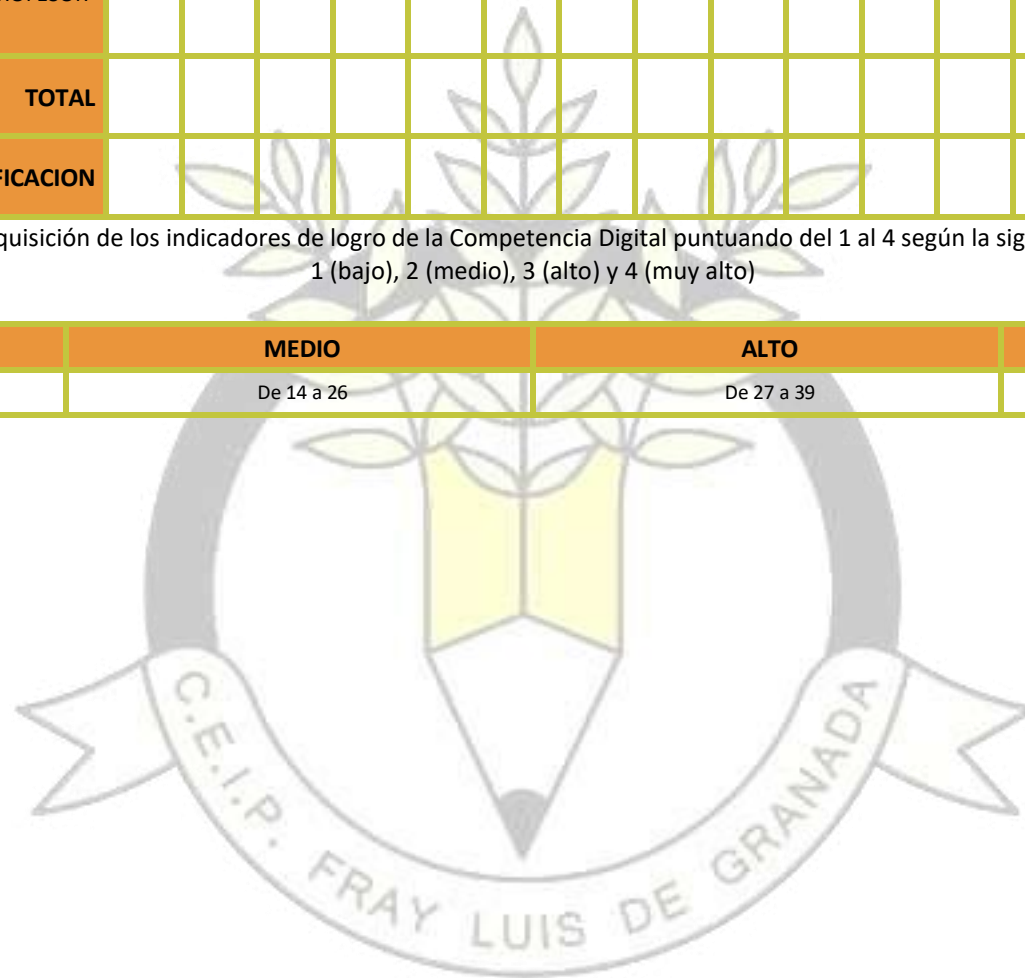 TOTAL
FICACION
quisición de los indicadores de logro de la Competencia Digital puntuando del 1 al 4 según la sig
1 (bajo), 2 (medio), 3 (alto) y 4 (muy alto)
MEDIO ALTO
De 14 a 26 De 27 a 39
C.E.I.P. FRAY LUIS DE GRANADA